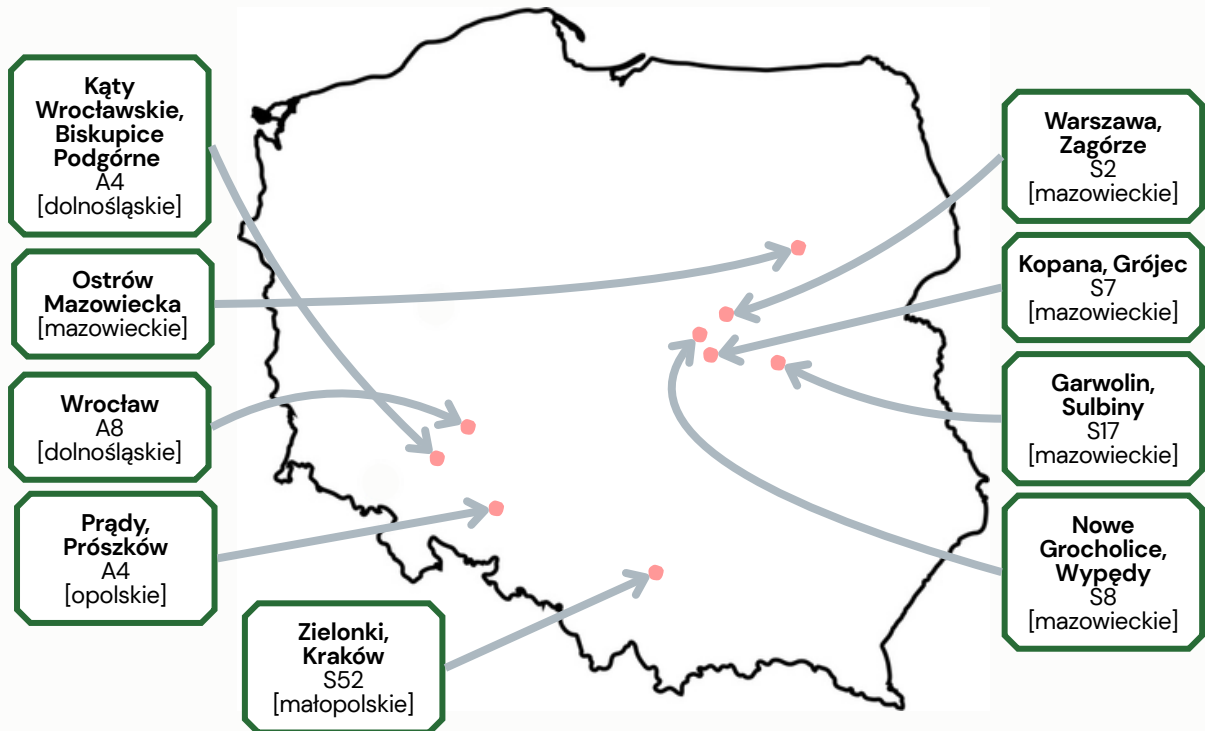 Kąty
Wrocławskie,
Biskupice
Podgórne
A4
[dolnośląskie]
Ostrów
Mazowiecka
[mazowieckie]
Wrocław
A8
[dolnośląskie]
Prądy,
Prószków
A4
[opolskie]
Zielonki,
Kraków
S52
[małopolskie]
Warszawa,
Zagórze
S2
[mazowieckie]
Kopana, Grójec
S7
[mazowieckie]
Garwolin,
Sulbiny
S17
[mazowieckie]
Nowe
Grocholice,
Wypędy
S8
[mazowieckie]